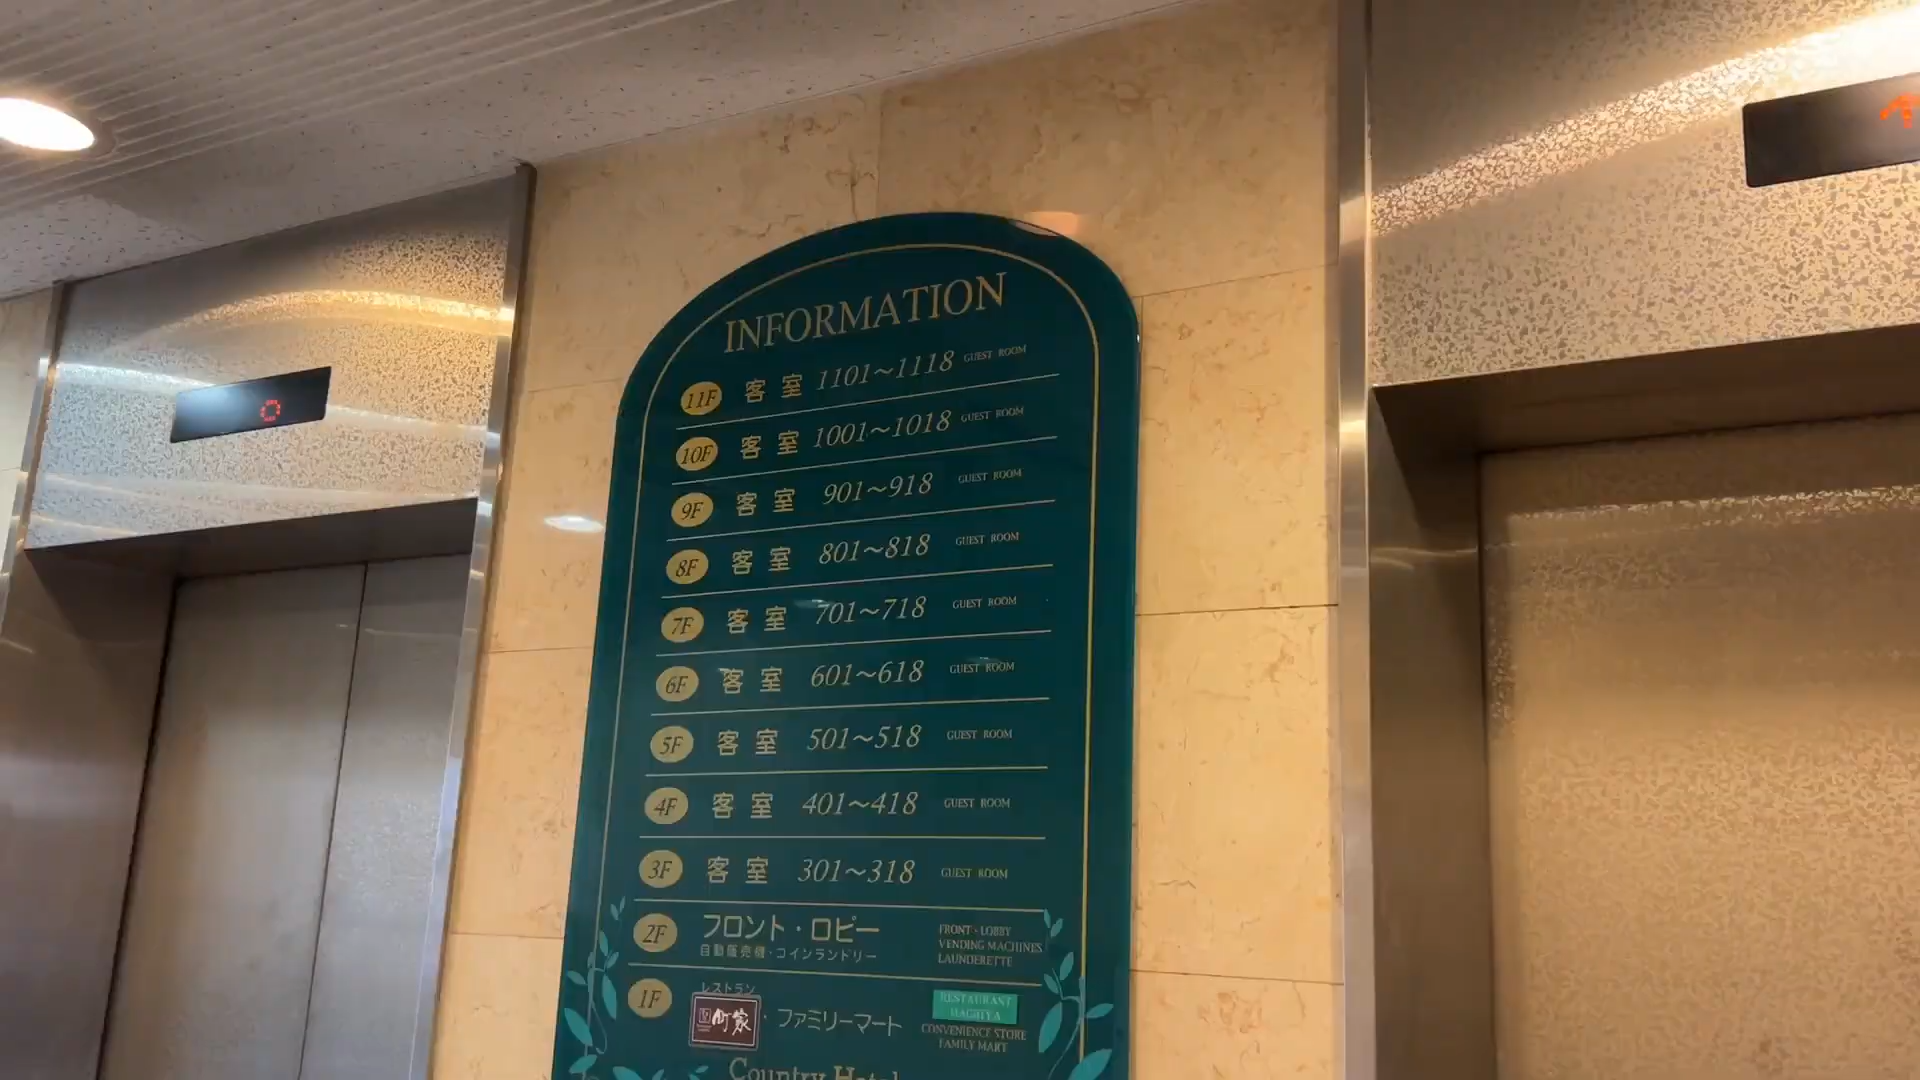 INFORMATION
11F 客室 1101～1118 GUEST ROOM
10F 客室 1001～1018 GUEST ROOM
9F 客室 901～918 GUEST ROOM
8F 客室 801～818 GUEST ROOM
7F 客室 701～718 GUEST ROOM
6F 客室 601～618 GUEST ROOM
5F 客室 501～518 GUEST ROOM
4F 客室 401～418 GUEST ROOM
3F 客室 301～318 GUEST ROOM
2F フロント・ロビー FRONT・LOBBY
自動販売機・コインランドリー VENDING MACHINES
LAUNDERETTE
1F レストラン
町家・ファミリーマート
RESTAURANT
MACHIYA
CONVENIENCE STORE
FAMILY MART
Country Hotel